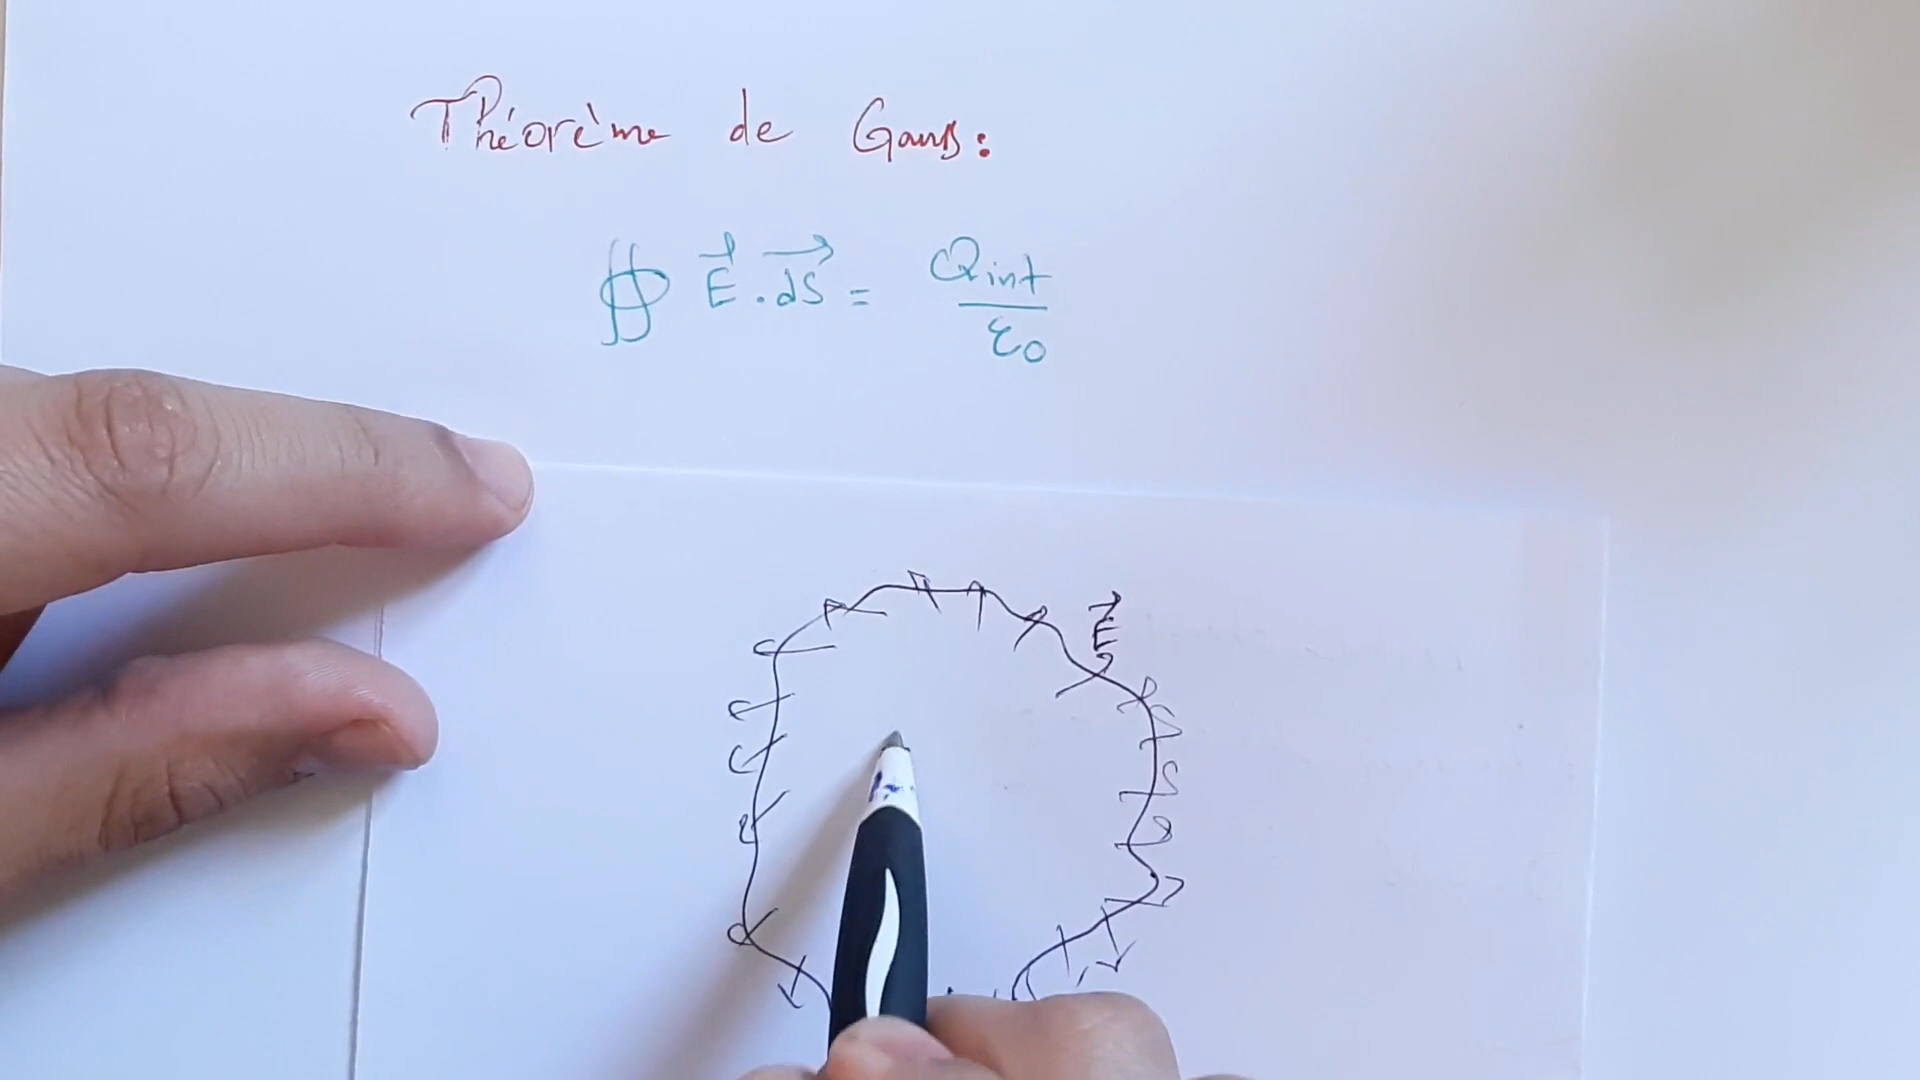 Théorème de Gauss:
∯ E⃗ . dS⃗ = Qint / ε0
E⃗